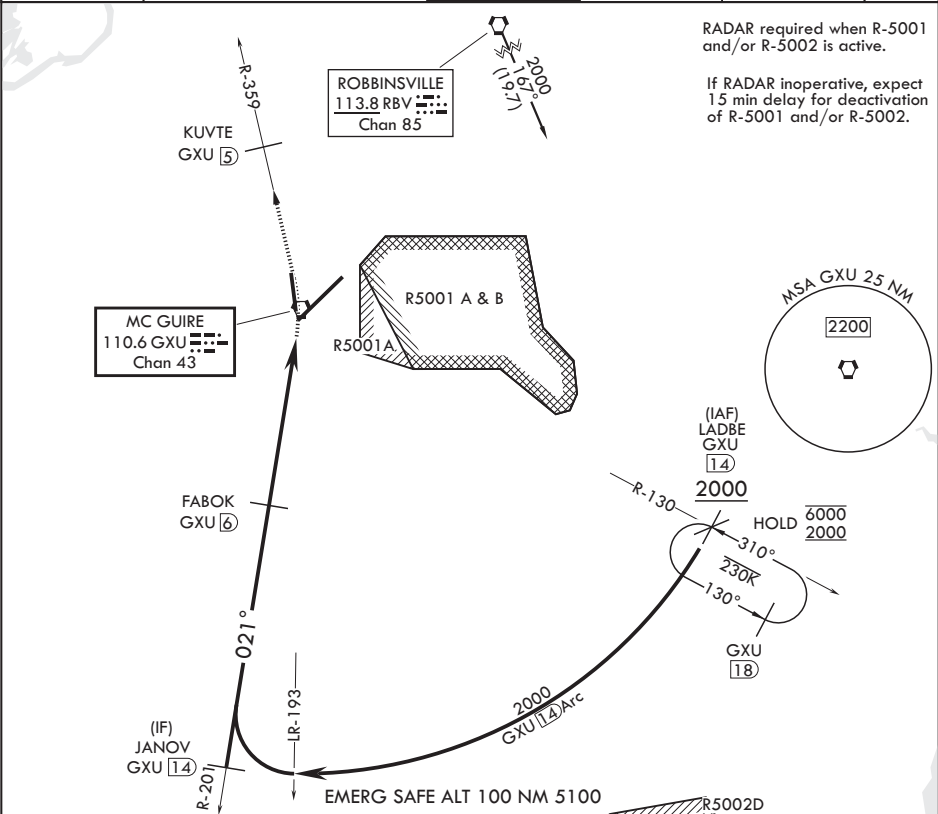 RADAR required when R-5001
and/or R-5002 is active.
If RADAR inoperative, expect
15 min delay for deactivation
of R-5001 and/or R-5002.
2000
167°
(19.7)
ROBBINSVILLE
113.8 RBV
Chan 85
R-359
KUVTE
GXU 5
R5001 A & B
R5001A
MC GUIRE
110.6 GXU
Chan 43
MSA GXU 25 NM
2200
(IAF)
LADBE
GXU
14
2000
R-130
HOLD 6000
2000
310°
230K
130°
GXU
18
FABOK
GXU 6
021°
LR-193
2000
GXU 14 Arc
(IF)
JANOV
GXU 14
R-201
EMERG SAFE ALT 100 NM 5100
R5002D